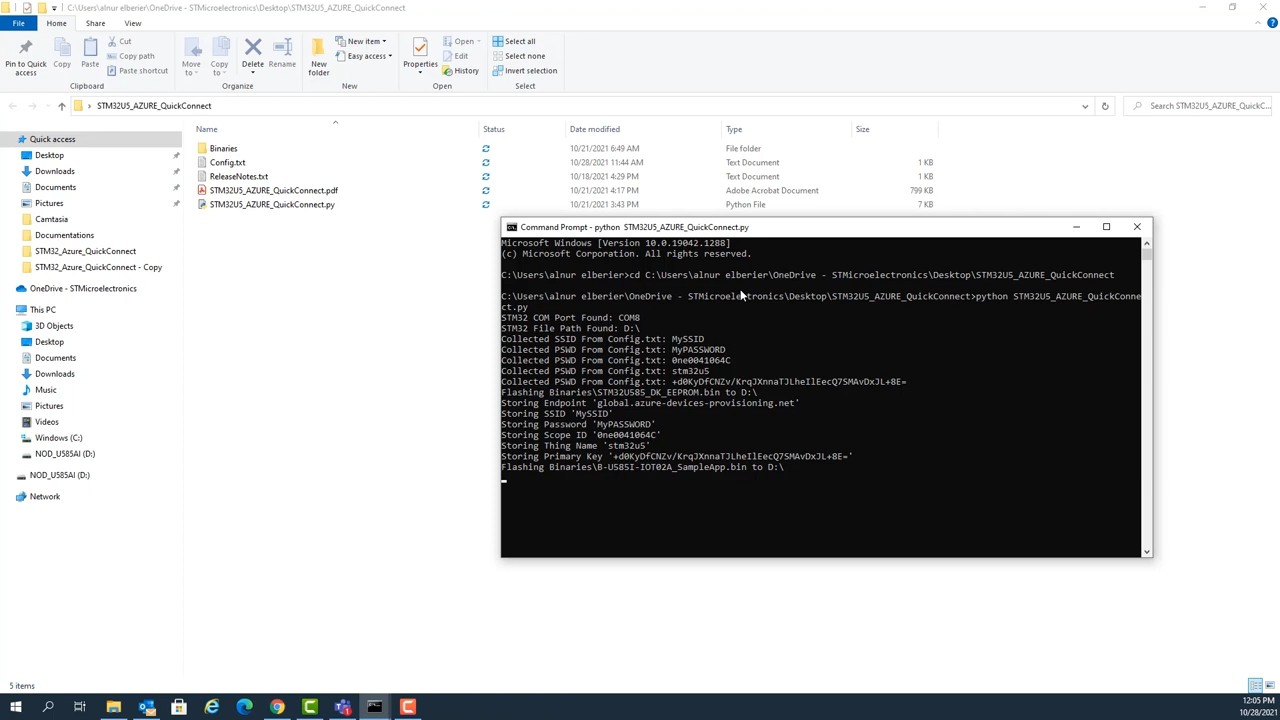 C:\Users\alnur elberier\OneDrive - STMicroelectronics\Desktop\STM32U5_AZURE_QuickConnect
File Home Share View
Pin to Quick access
Copy
Paste
Cut
Copy path
Paste shortcut
Clipboard
Move to
Copy to
Delete
Rename
Organize
New folder
New item
Easy access
New
Properties
Open
Edit
History
Open
Select all
Select none
Invert selection
Select
STM32U5_AZURE_QuickConnect
Search STM32U5_AZURE_QuickC...
Name Status Date modified Type Size
Binaries 10/21/2021 6:49 AM File folder
Config.txt 10/28/2021 11:44 AM Text Document 1 KB
ReleaseNotes.txt 10/18/2021 4:29 PM Text Document 1 KB
STM32U5_AZURE_QuickConnect.pdf 10/21/2021 4:17 PM Adobe Acrobat Document 799 KB
STM32U5_AZURE_QuickConnect.py 10/21/2021 3:43 PM Python File 7 KB
Quick access
Desktop
Downloads
Documents
Pictures
Camtasia
Documentations
STM32_Azure_QuickConnect
STM32_Azure_QuickConnect - Copy
OneDrive - STMicroelectronics
This PC
3D Objects
Desktop
Documents
Downloads
Music
Pictures
Videos
Windows (C:)
NOD_U585AI (D:)
NOD_U585AI (D:)
Network
Command Prompt - python STM32U5_AZURE_QuickConnect.py
Microsoft Windows [Version 10.0.19042.1288]
(c) Microsoft Corporation. All rights reserved.
C:\Users\alnur elberier>cd C:\Users\alnur elberier\OneDrive - STMicroelectronics\Desktop\STM32U5_AZURE_QuickConnect
C:\Users\alnur elberier\OneDrive - STMicroelectronics\Desktop\STM32U5_AZURE_QuickConnect>python STM32U5_AZURE_QuickConne
ct.py
STM32 COM Port Found: COM8
STM32 File Path Found: D:\
Collected SSID From Config.txt: MySSID
Collected PSWD From Config.txt: MyPASSWORD
Collected PSWD From Config.txt: 0ne0041064C
Collected PSWD From Config.txt: stm32u5
Collected PSWD From Config.txt: +d0KyDfCNZv/KrqJXnnaTJLheIlEecQ7SMAvDxJL+8E=
Flashing Binaries\STM32U585_DK_EEPROM.bin to D:\
Storing Endpoint 'global.azure-devices-provisioning.net'
Storing SSID 'MySSID'
Storing Password 'MyPASSWORD'
Storing Scope ID '0ne0041064C'
Storing Thing Name 'stm32u5'
Storing Primary Key '+d0KyDfCNZv/KrqJXnnaTJLheIlEecQ7SMAvDxJL+8E='
Flashing Binaries\B-U585I-IOT02A_SampleApp.bin to D:\
5 items
12:05 PM
10/28/2021